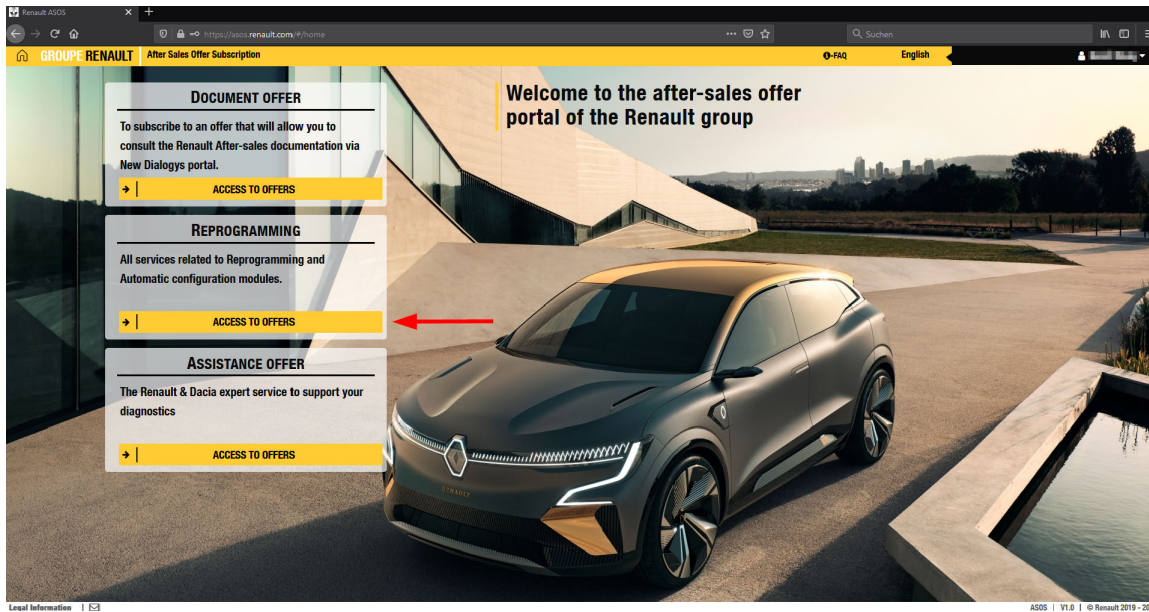 Renault ASOS
https://asos.renault.com/#/home
Suchen
GROUPE RENAULT
After Sales Offer Subscription
FAQ
English
DOCUMENT OFFER
To subscribe to an offer that will allow you to
consult the Renault After-sales documentation via
New Dialogys portal.
ACCESS TO OFFERS
REPROGRAMMING
All services related to Reprogramming and
Automatic configuration modules.
ACCESS TO OFFERS
ASSISTANCE OFFER
The Renault & Dacia expert service to support your
diagnostics
ACCESS TO OFFERS
Welcome to the after-sales offer
portal of the Renault group
RENAULT
Legal Information |
ASOS | V1.0 | © Renault 2019 - 20